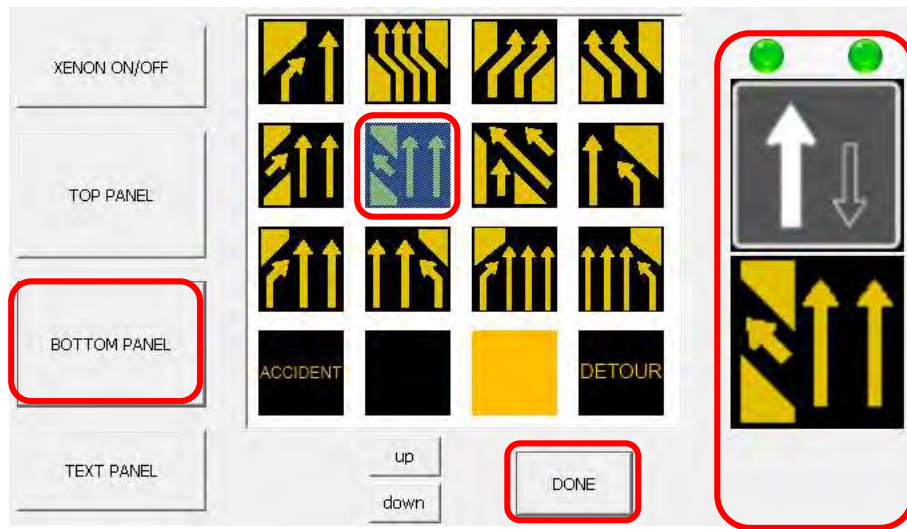 XENON ON/OFF
TOP PANEL
BOTTOM PANEL
ACCIDENT
DETOUR
TEXT PANEL
up
down
DONE